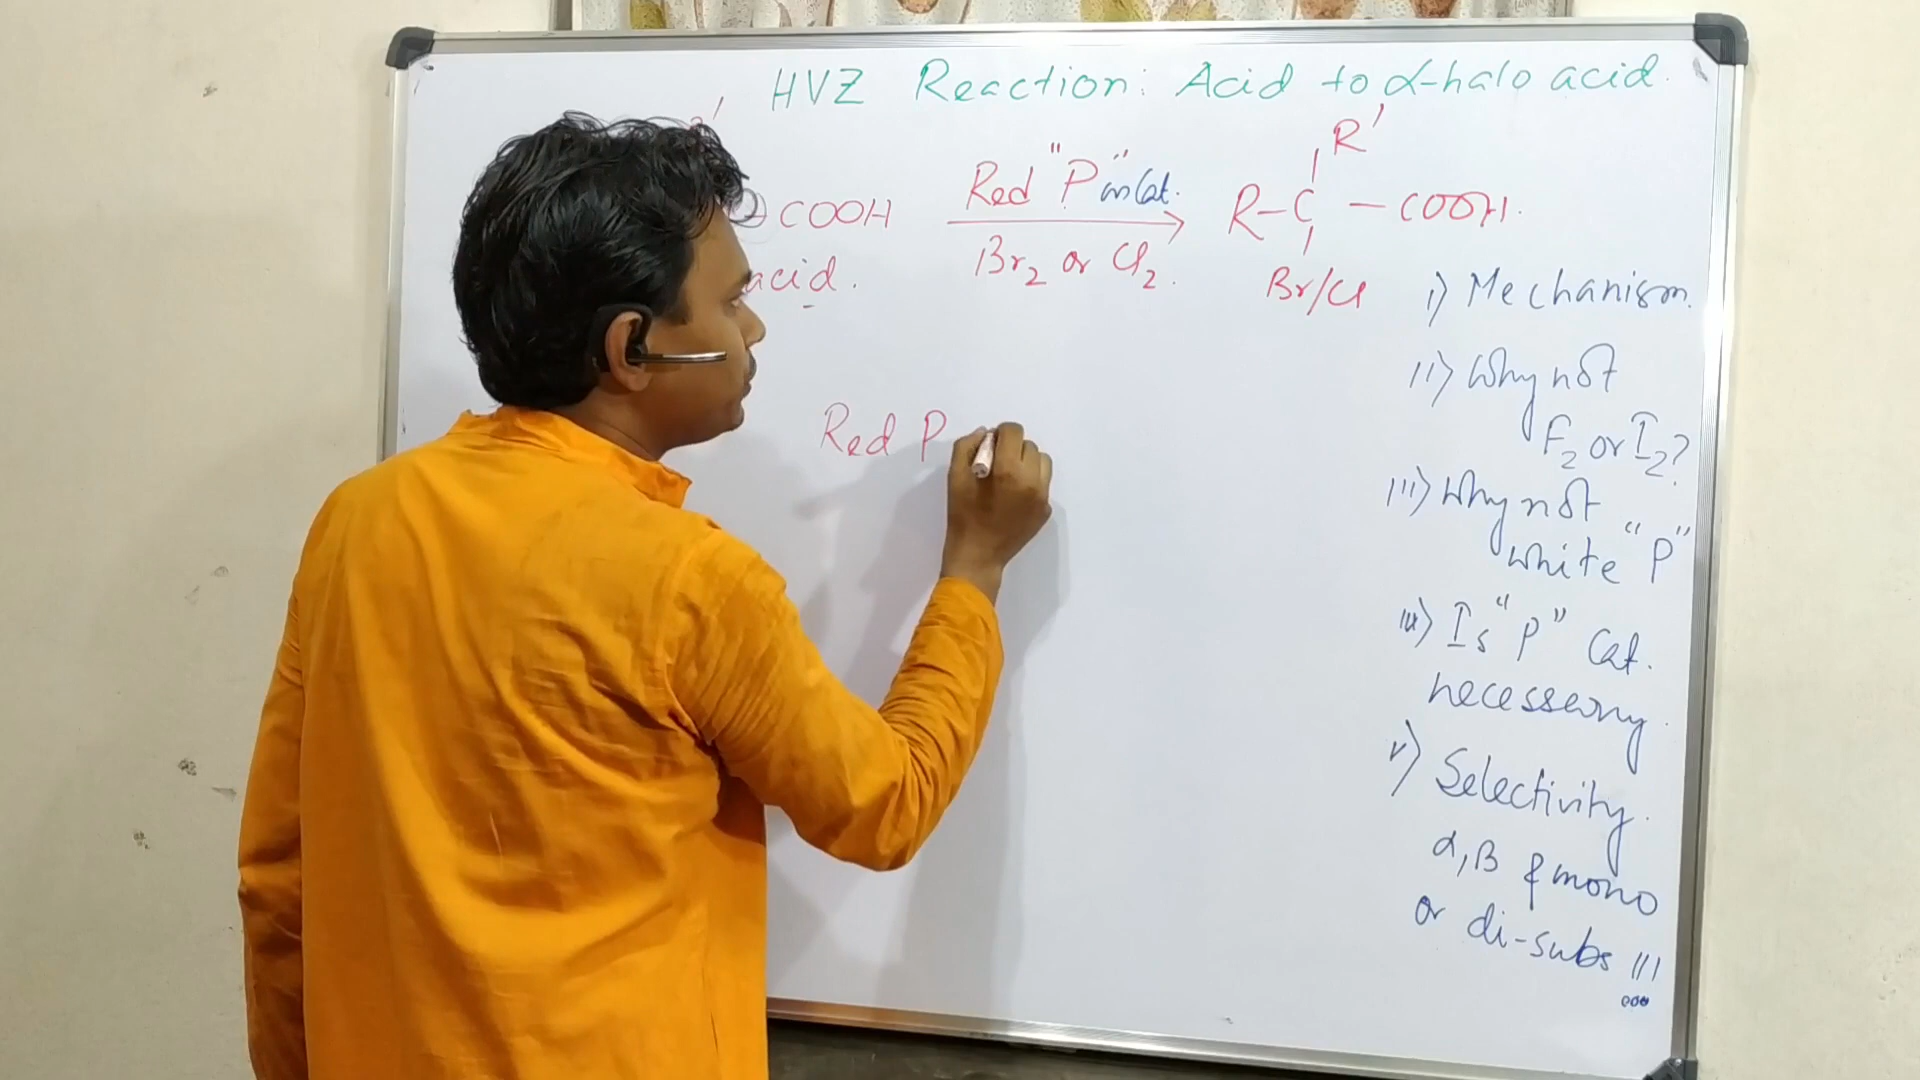 HVZ Reaction: Acid to α-halo acid.
R'
COOH
Red "P" as Cat.
Br₂ or Cl₂.
R-C-COOH.
Br/Cl
acid.
i) Mechanism.
ii) Why not
F₂ or I₂?
Red P
iii) Why not
white "P"
iv) Is "P" Cat.
necessary.
v) Selectivity.
α, β & mono
or di-subs !!!